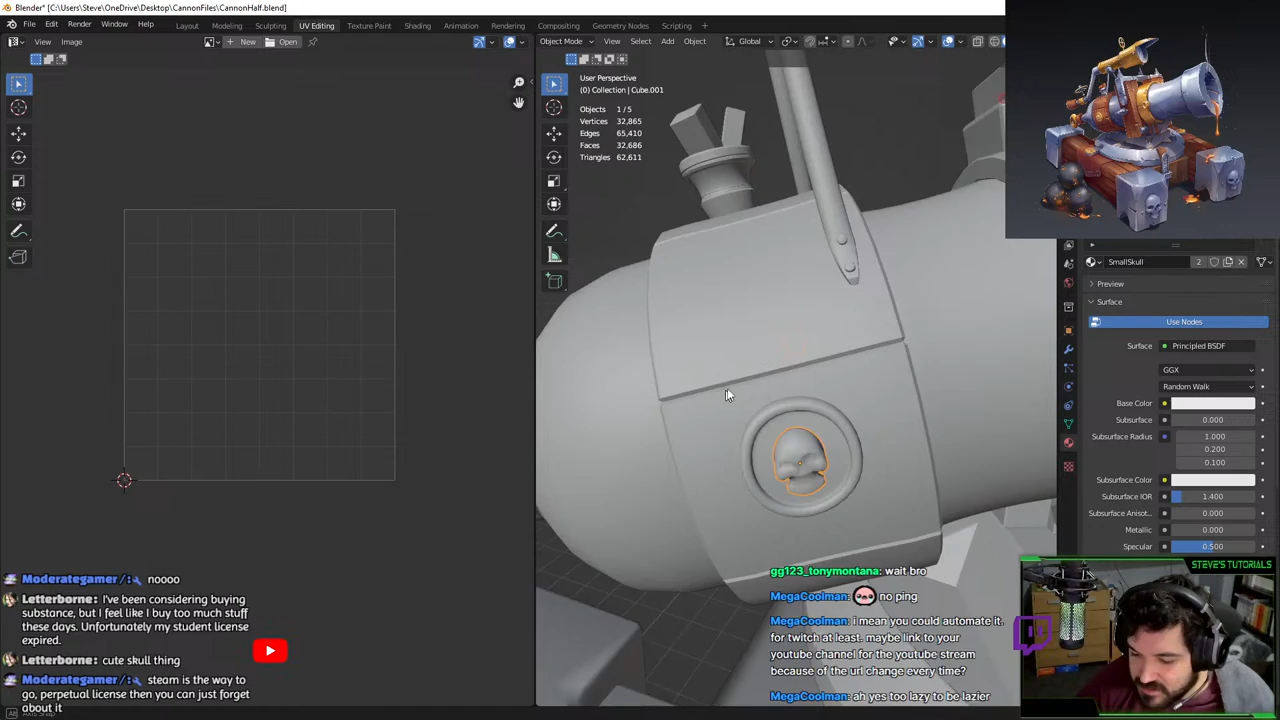 Blender* [C:\Users\Steve\OneDrive\Desktop\CannonFiles\CannonHalf.blend]
File Edit Render Window Help Layout Modeling Sculpting UV Editing Texture Paint Shading Animation Rendering Compositing Geometry Nodes Scripting +
View Image New Open
Object Mode View Select Add Object Global
User Perspective
(0) Collection | Cube.001
Objects 1 / 5
Vertices 32,865
Edges 65,410
Faces 32,686
Triangles 62,611
SmallSkull 2
Preview
Surface
Use Nodes
Surface Principled BSDF
GGX
Random Walk
Base Color
Subsurface 0.000
Subsurface Radius 1.000
0.200
0.100
Subsurface Color
Subsurface IOR 1.400
Subsurface Anisot.. 0.000
Metallic 0.000
Specular 0.500
STEVE'S TUTORIALS
Moderategamer /: noooo
Letterborne: I've been considering buying
substance, but I feel like I buy too much stuff
these days. Unfortunately my student license
expired.
Letterborne: cute skull thing
Moderategamer /: steam is the way to
go, perpetual license then you can just forget
about it
gg123_tonymontana: wait bro
MegaCoolman: no ping
MegaCoolman: i mean you could automate it.
for twitch at least. maybe link to your
youtube channel for the youtube stream
because of the url change every time?
MegaCoolman: ah yes too lazy to be lazier